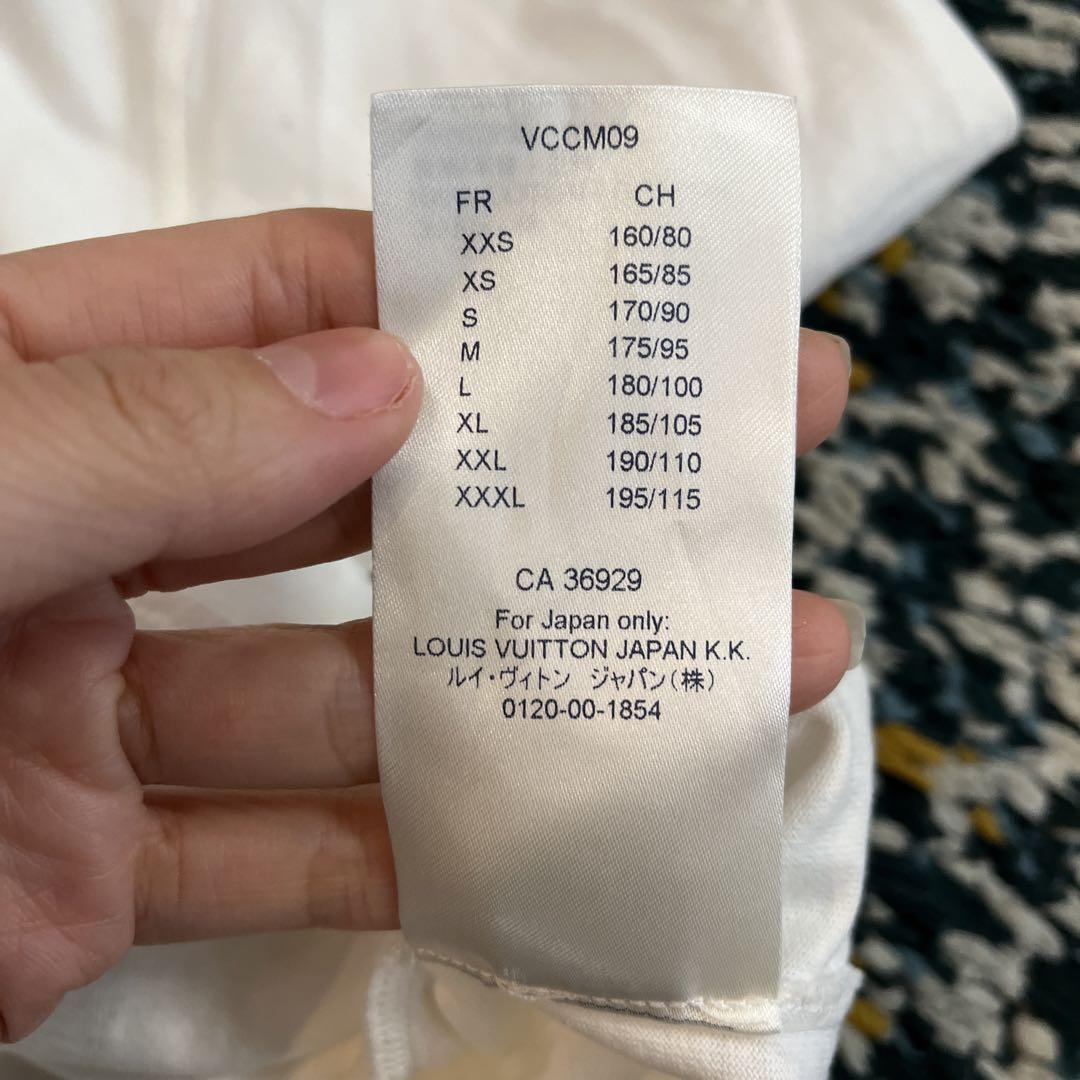 VCCM09
FR CH
XXS 160/80
XS 165/85
S 170/90
M 175/95
L 180/100
XL 185/105
XXL 190/110
XXXL 195/115
CA 36929
For Japan only:
LOUIS VUITTON JAPAN K.K.
ルイ・ヴィトン ジャパン(株)
0120-00-1854